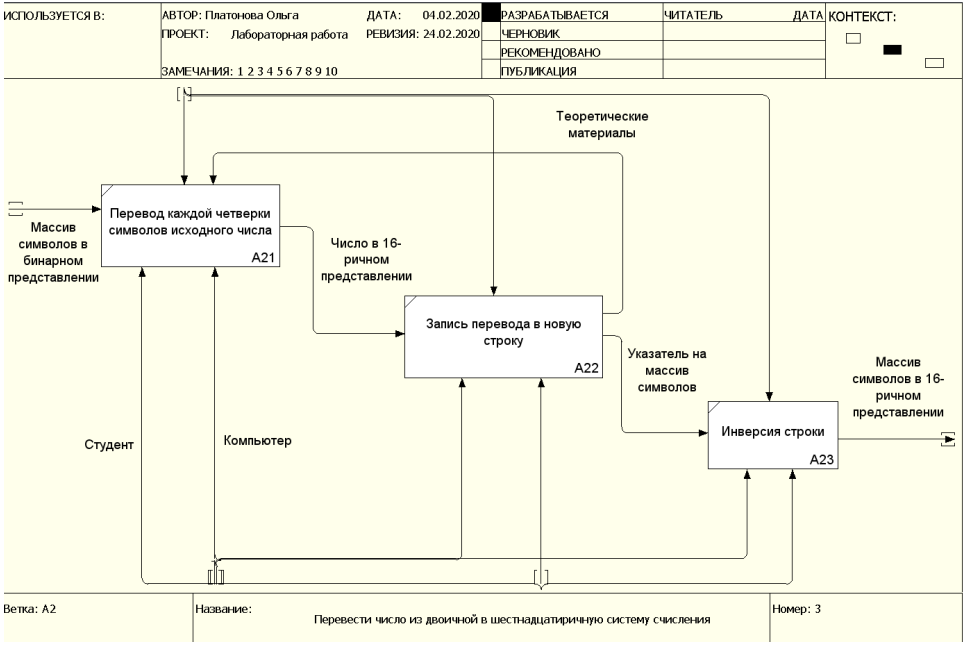 ИСПОЛЬЗУЕТСЯ В:
АВТОР: Платонова Ольга
ДАТА: 04.02.2020
ПРОЕКТ: Лабораторная работа
РЕВИЗИЯ: 24.02.2020
ЗАМЕЧАНИЯ: 1 2 3 4 5 6 7 8 9 10
РАЗРАБАТЫВАЕТСЯ
ЧЕРНОВИК
РЕКОМЕНДОВАНО
ПУБЛИКАЦИЯ
ЧИТАТЕЛЬ
ДАТА
КОНТЕКСТ:
Теоретические
материалы
Перевод каждой четверки
символов исходного числа
A21
Массив
символов в
бинарном
представлении
Число в 16-
ричном
представлении
Запись перевода в новую
строку
A22
Указатель на
массив
символов
Массив
символов в 16-
ричном
представлении
Инверсия строки
A23
Студент
Компьютер
Ветка: A2
Название:
Перевести число из двоичной в шестнадцатиричную систему счисления
Номер: 3